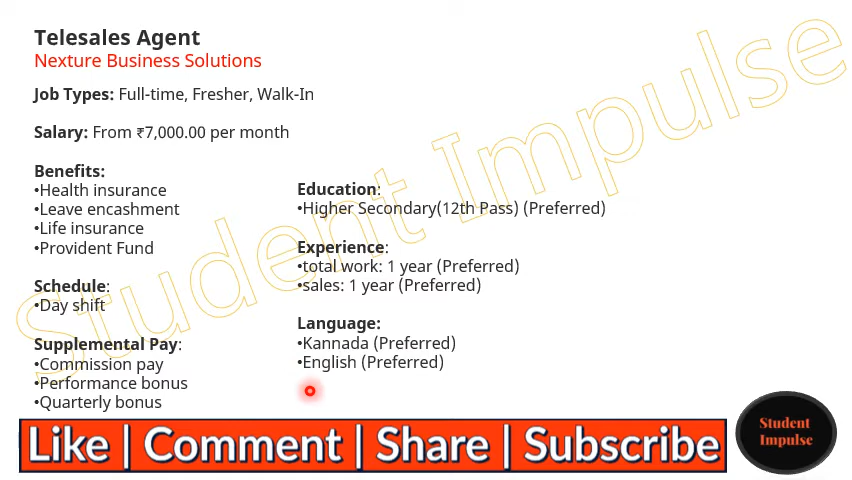 Telesales Agent
Nexture Business Solutions
Job Types: Full-time, Fresher, Walk-In
Salary: From ₹7,000.00 per month
Benefits:
•Health insurance
•Leave encashment
•Life insurance
•Provident Fund
Schedule:
•Day shift
Supplemental Pay:
•Commission pay
•Performance bonus
•Quarterly bonus
Education:
•Higher Secondary(12th Pass) (Preferred)
Experience:
•total work: 1 year (Preferred)
•sales: 1 year (Preferred)
Language:
•Kannada (Preferred)
•English (Preferred)
Student Impulse
Like | Comment | Share | Subscribe
Student
Impulse